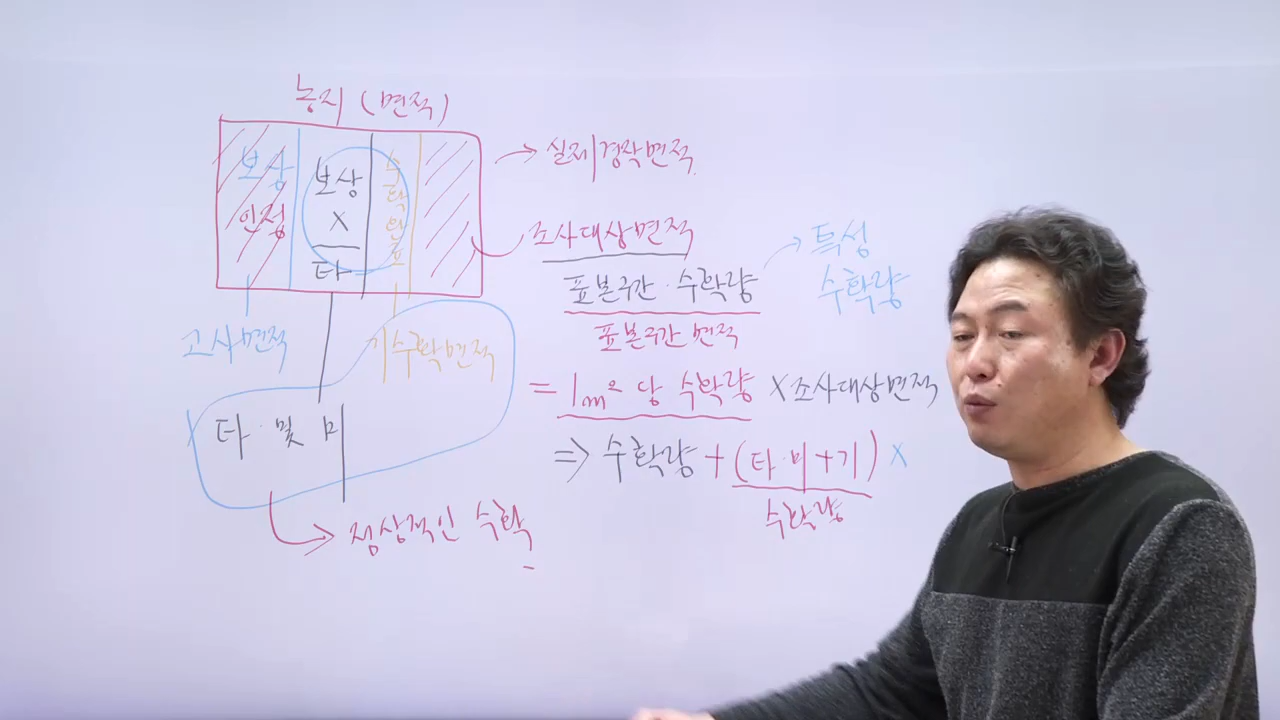 농지 (면적)
보상
인정
보상
X
타
수확완료
고사면적
기수확면적
타·및 미
정상적인 수확
실제경작면적
조사대상면적
표본구간·수확량
표본구간 면적
특성
수확량
= 1m² 당 수확량 X 조사대상면적
⇒ 수확량 + (타·미+기) X
수확량